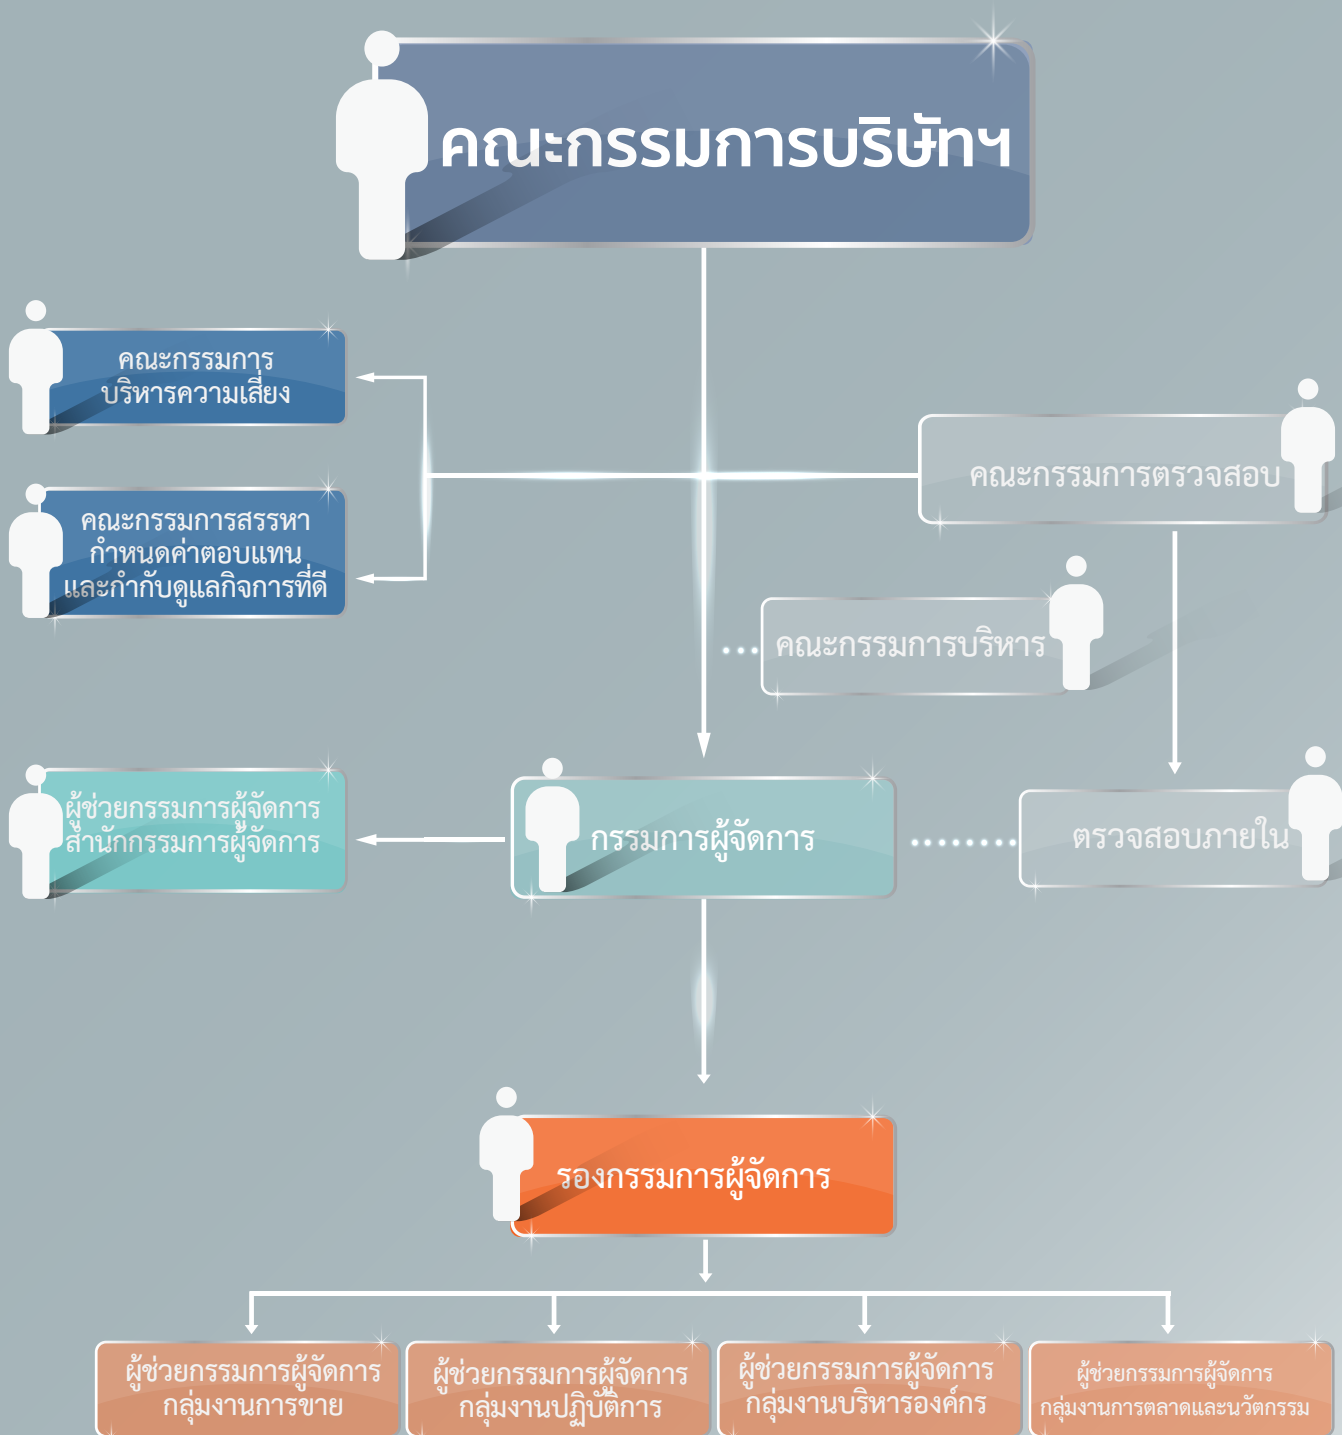 คณะกรรมการบริษัทฯ
คณะกรรมการ
บริหารความเสี่ยง
คณะกรรมการตรวจสอบ
คณะกรรมการสรรหา
กำหนดค่าตอบแทน
และกำกับดูแลกิจการที่ดี
คณะกรรมการบริหาร
ผู้ช่วยกรรมการผู้จัดการ
สำนักกรรมการผู้จัดการ
กรรมการผู้จัดการ
ตรวจสอบภายใน
รองกรรมการผู้จัดการ
ผู้ช่วยกรรมการผู้จัดการ
กลุ่มงานการขาย
ผู้ช่วยกรรมการผู้จัดการ
กลุ่มงานปฏิบัติการ
ผู้ช่วยกรรมการผู้จัดการ
กลุ่มงานบริหารองค์กร
ผู้ช่วยกรรมการผู้จัดการ
กลุ่มงานการตลาดและนวัตกรรม